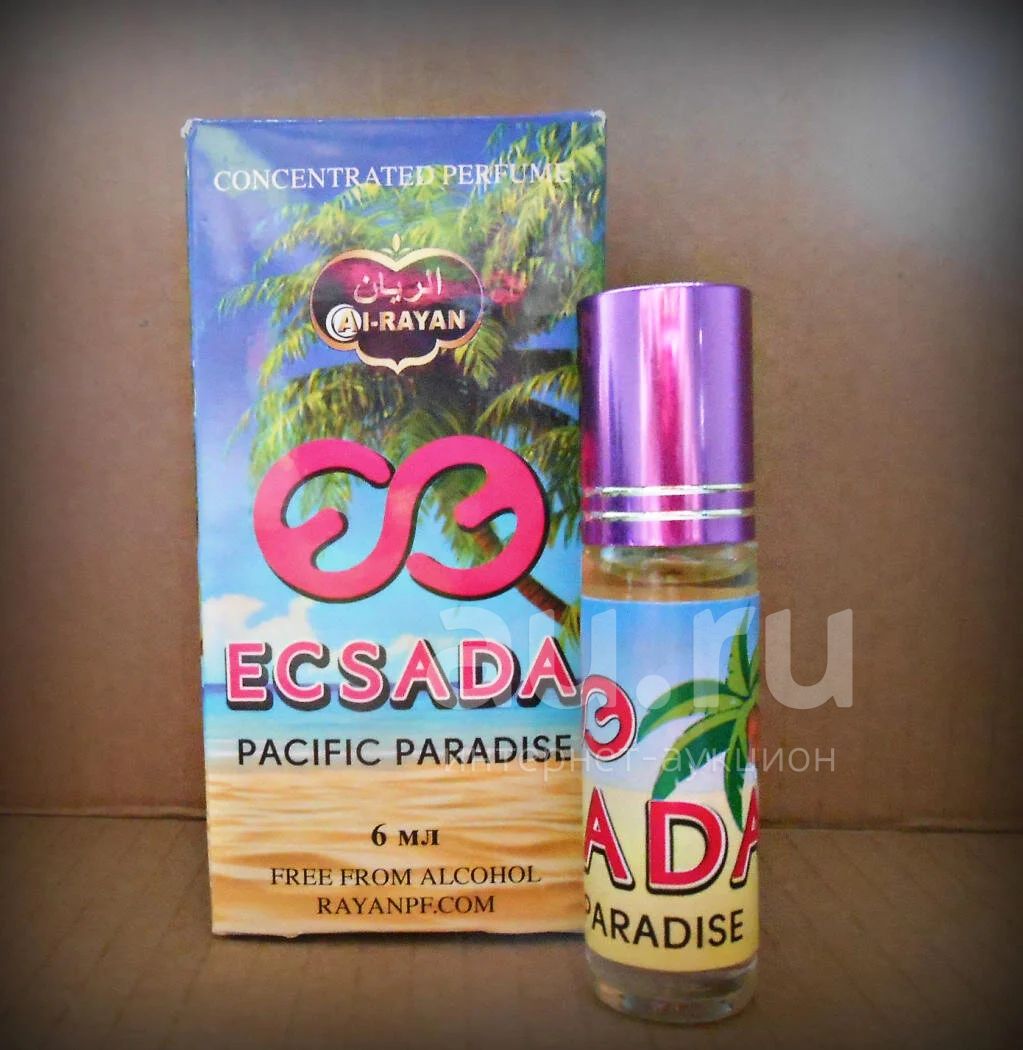 CONCENTRATED PERFUME
الريان
Al-RAYAN
ECSADA
PACIFIC PARADISE
6 мл
FREE FROM ALCOHOL
RAYANPF.COM
ADA
PARADISE
au.ru
интернет-аукцион